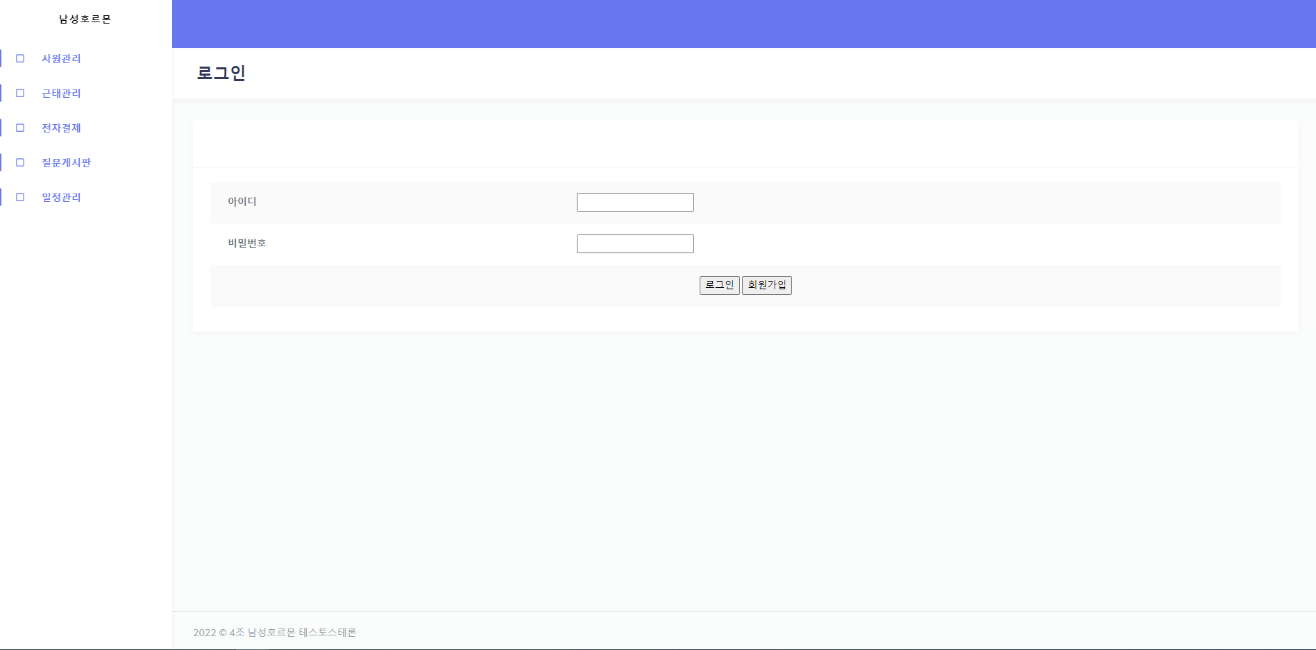 남성호르몬
사원관리
근태관리
전자결제
질문게시판
일정관리
로그인
아이디
비밀번호
로그인 회원가입
2022 © 4조 남성호르몬 테스토스테론